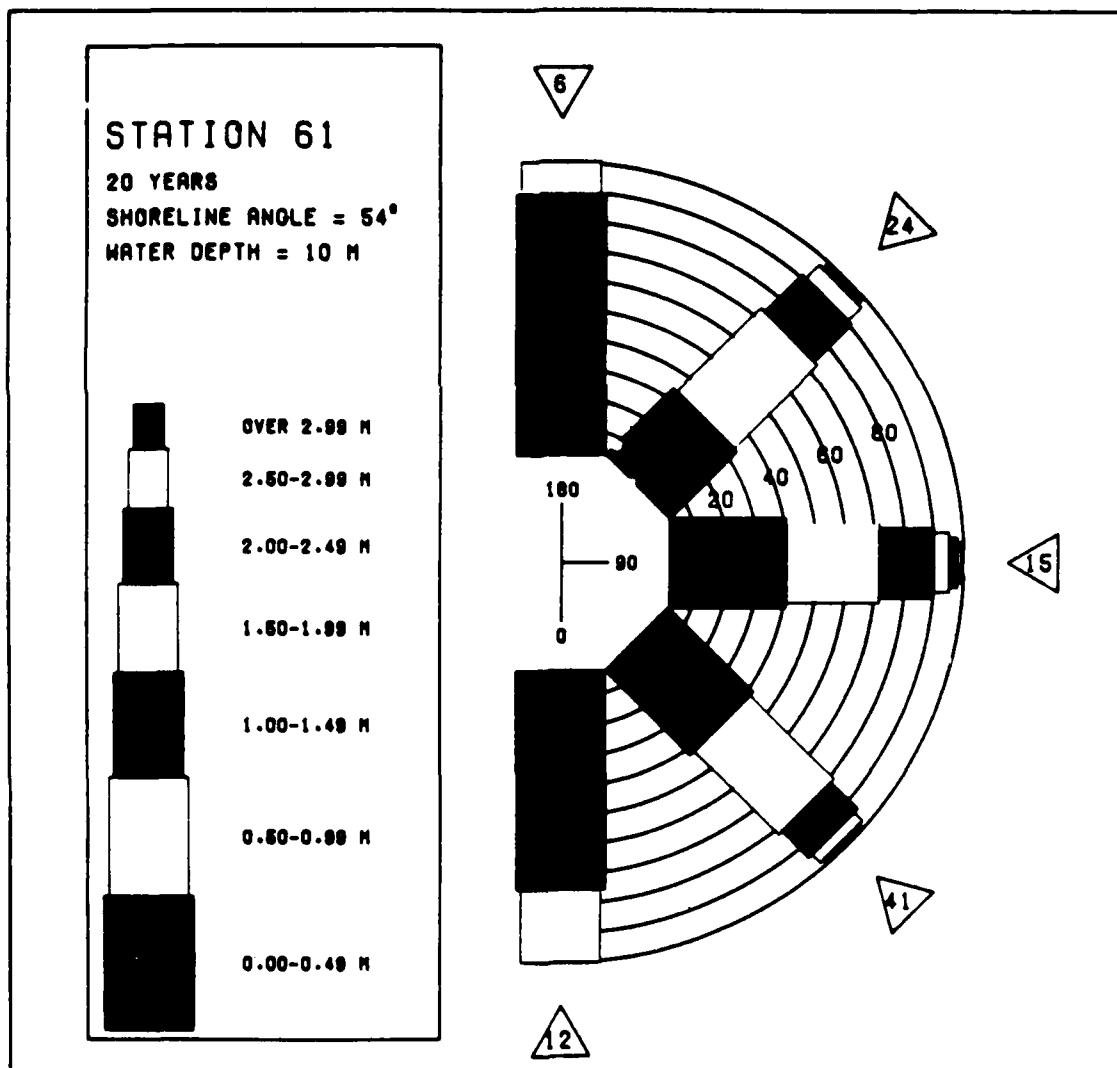 STATION 61
20 YEARS
SHORELINE ANGLE = 54°
WATER DEPTH = 10 M
OVER 2.99 M
2.50-2.99 M
2.00-2.49 M
1.50-1.99 M
1.00-1.49 M
0.50-0.99 M
0.00-0.49 M
6
24
80
60
40
20
180
90
0
15
41
12